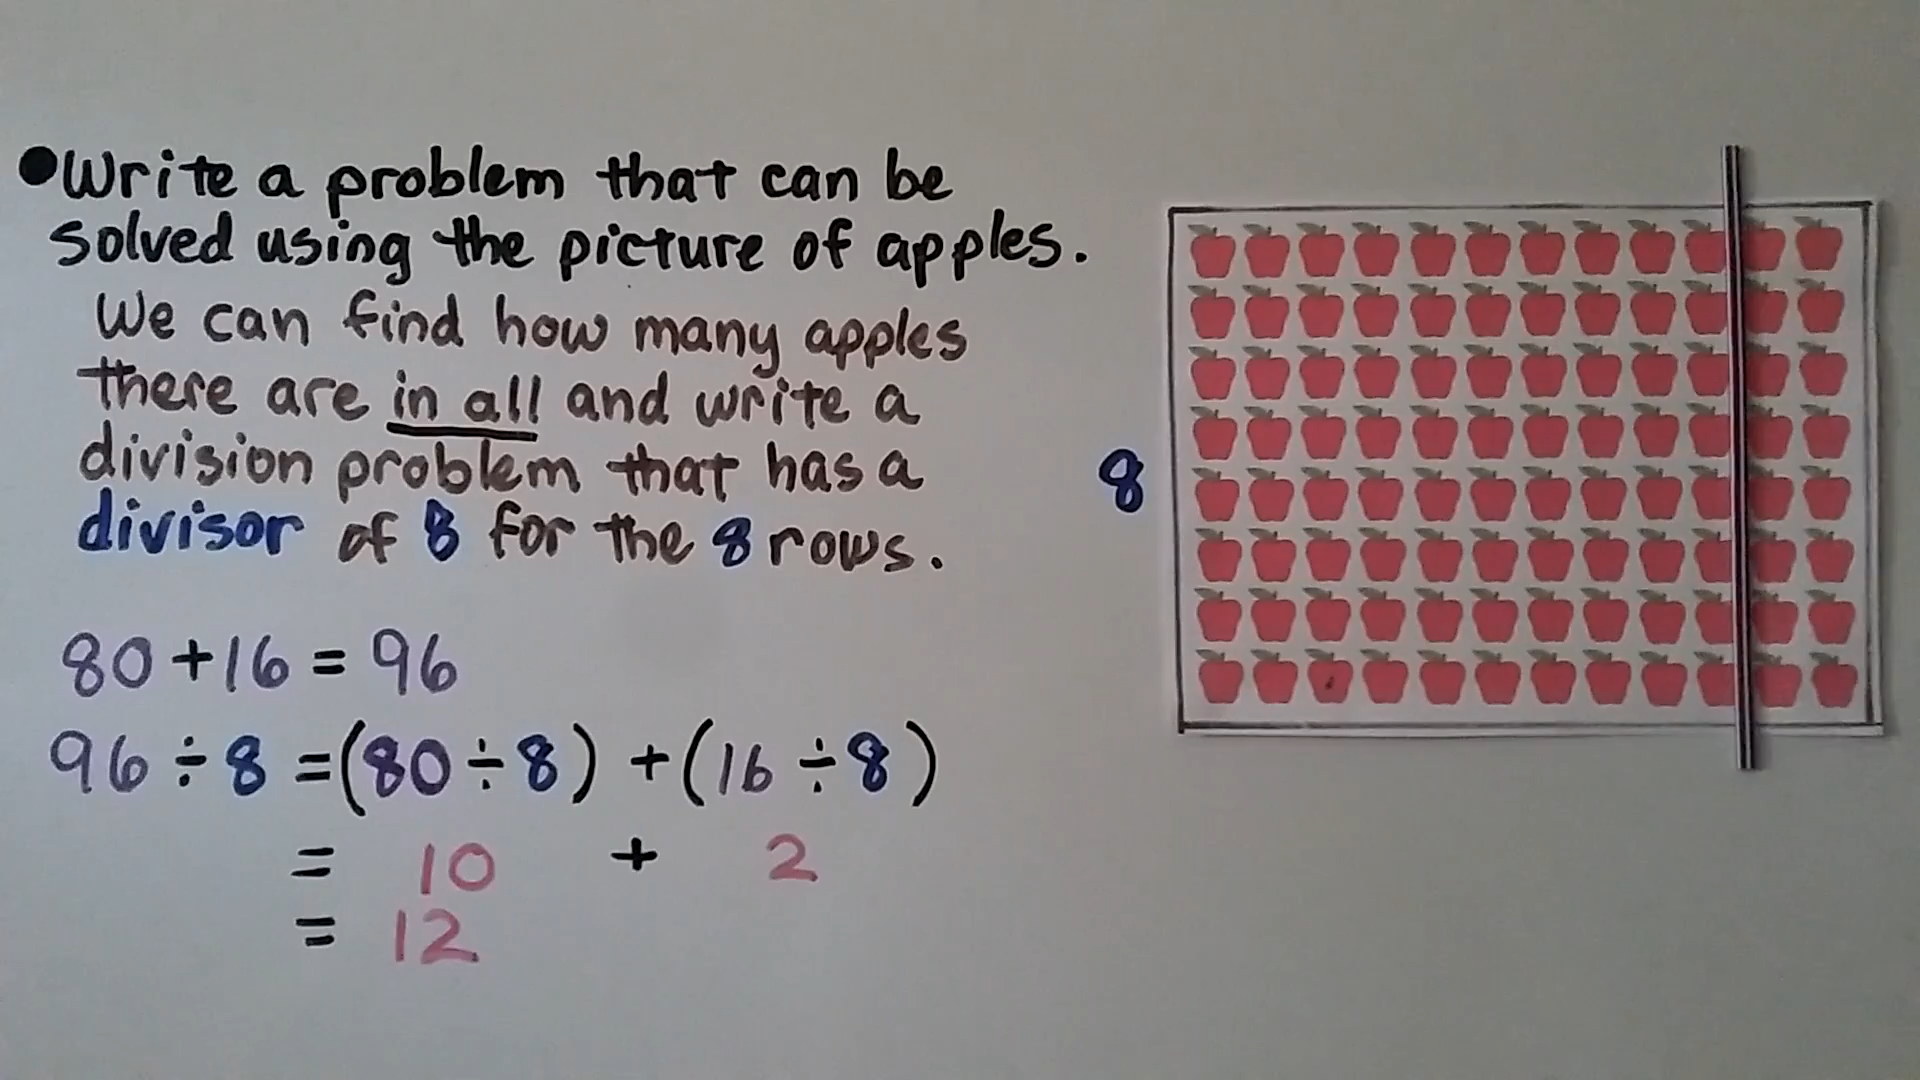 ●Write a problem that can be
solved using the picture of apples.
We can find how many apples
there are in all and write a
division problem that has a
divisor of 8 for the 8 rows.
8
80+16=96
96÷8=(80÷8)+(16÷8)
= 10 + 2
= 12